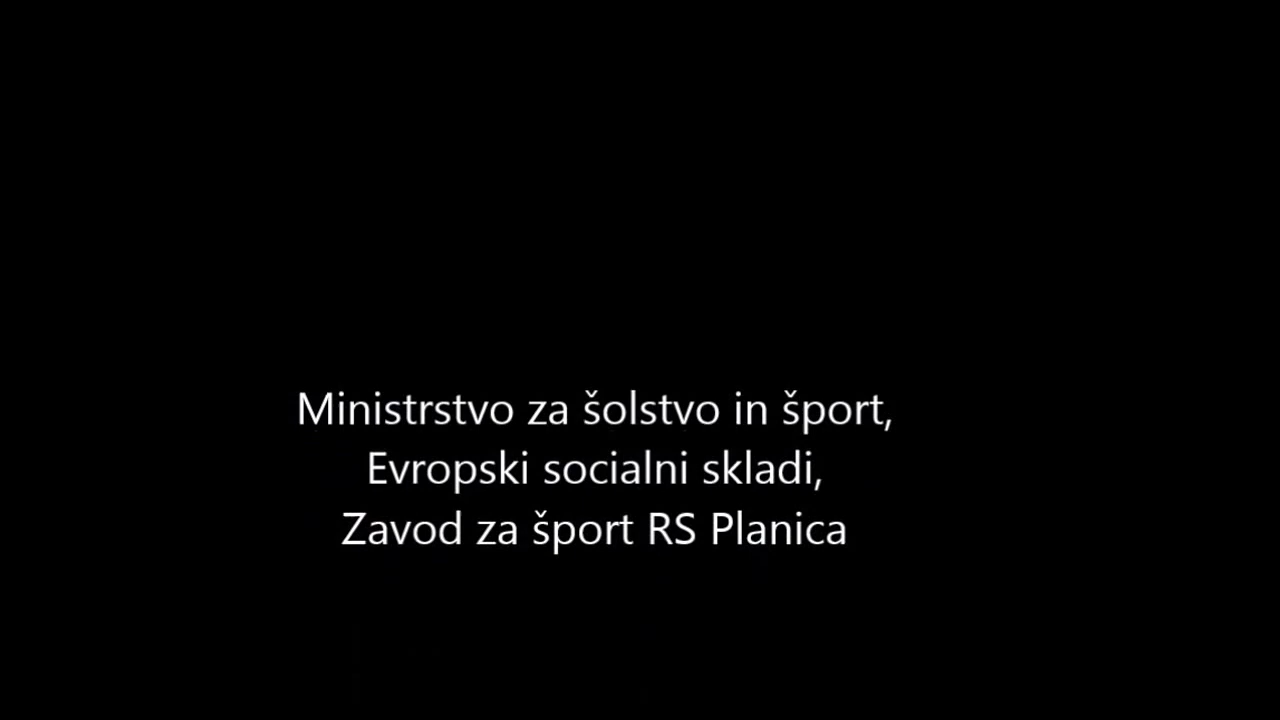 Ministrstvo za šolstvo in šport,
Evropski socialni skladi,
Zavod za šport RS Planica